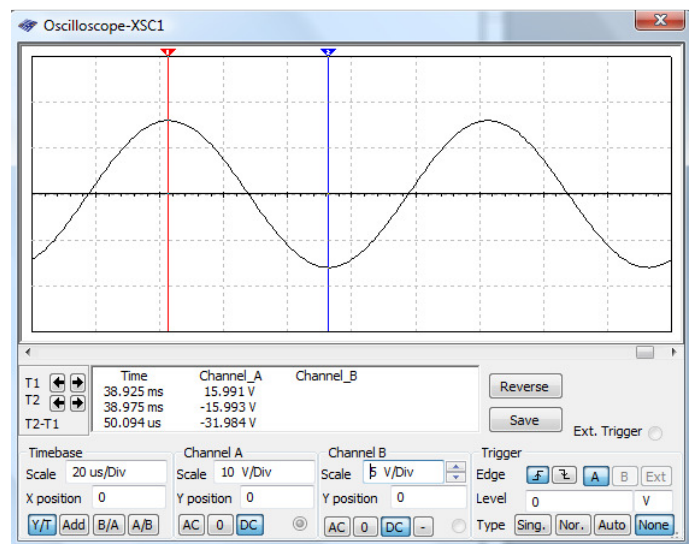 Oscilloscope-XSC1
1 2
Time Channel_A Channel_B
T1 38.925 ms 15.991 V
T2 38.975 ms -15.993 V
T2-T1 50.094 us -31.984 V
Reverse
Save
Ext. Trigger
Timebase
Scale 20 us/Div
X position 0
Y/T Add B/A A/B
Channel A
Scale 10 V/Div
Y position 0
AC 0 DC
Channel B
Scale 5 V/Div
Y position 0
AC 0 DC -
Trigger
Edge A B Ext
Level 0 V
Type Sing. Nor. Auto None